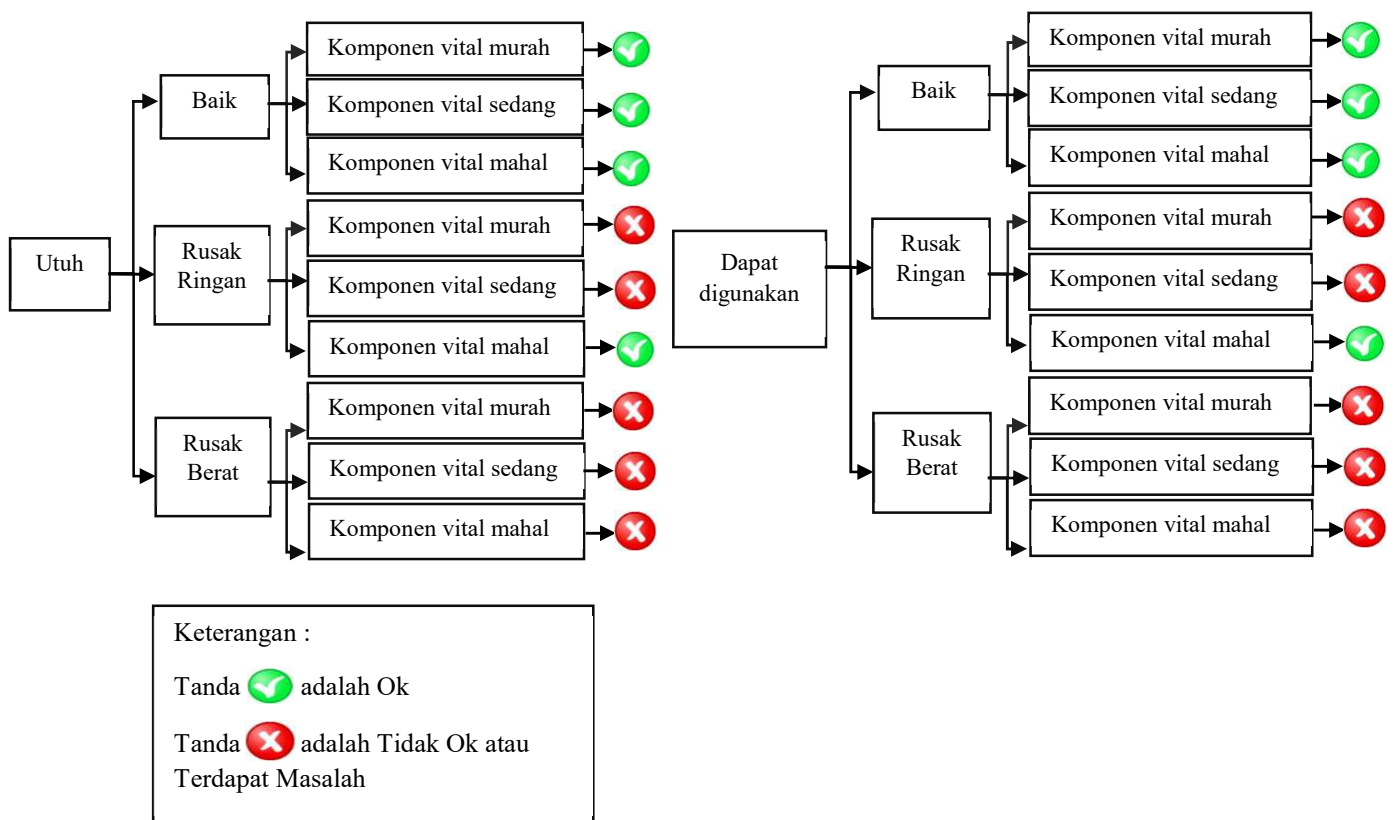 Utuh
Baik
Komponen vital murah
Komponen vital sedang
Komponen vital mahal
Rusak
Ringan
Komponen vital murah
Komponen vital sedang
Komponen vital mahal
Rusak
Berat
Komponen vital murah
Komponen vital sedang
Komponen vital mahal
Dapat
digunakan
Baik
Komponen vital murah
Komponen vital sedang
Komponen vital mahal
Rusak
Ringan
Komponen vital murah
Komponen vital sedang
Komponen vital mahal
Rusak
Berat
Komponen vital murah
Komponen vital sedang
Komponen vital mahal
Keterangan :
Tanda adalah Ok
Tanda adalah Tidak Ok atau
Terdapat Masalah